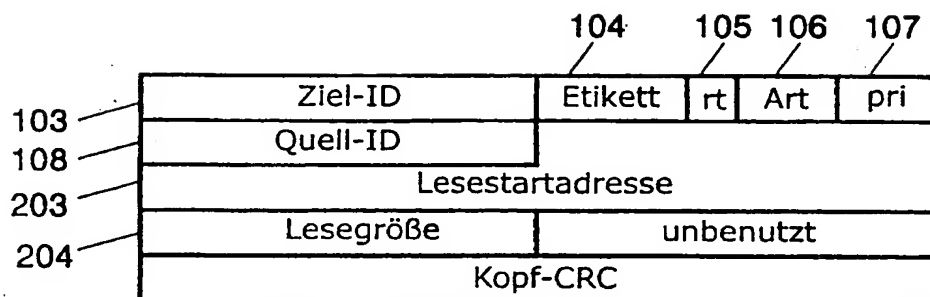 104 105 106 107
103 Ziel-ID Etikett rt Art pri
108 Quell-ID
203 Lesestartadresse
204 Lesegröße unbenutzt
Kopf-CRC